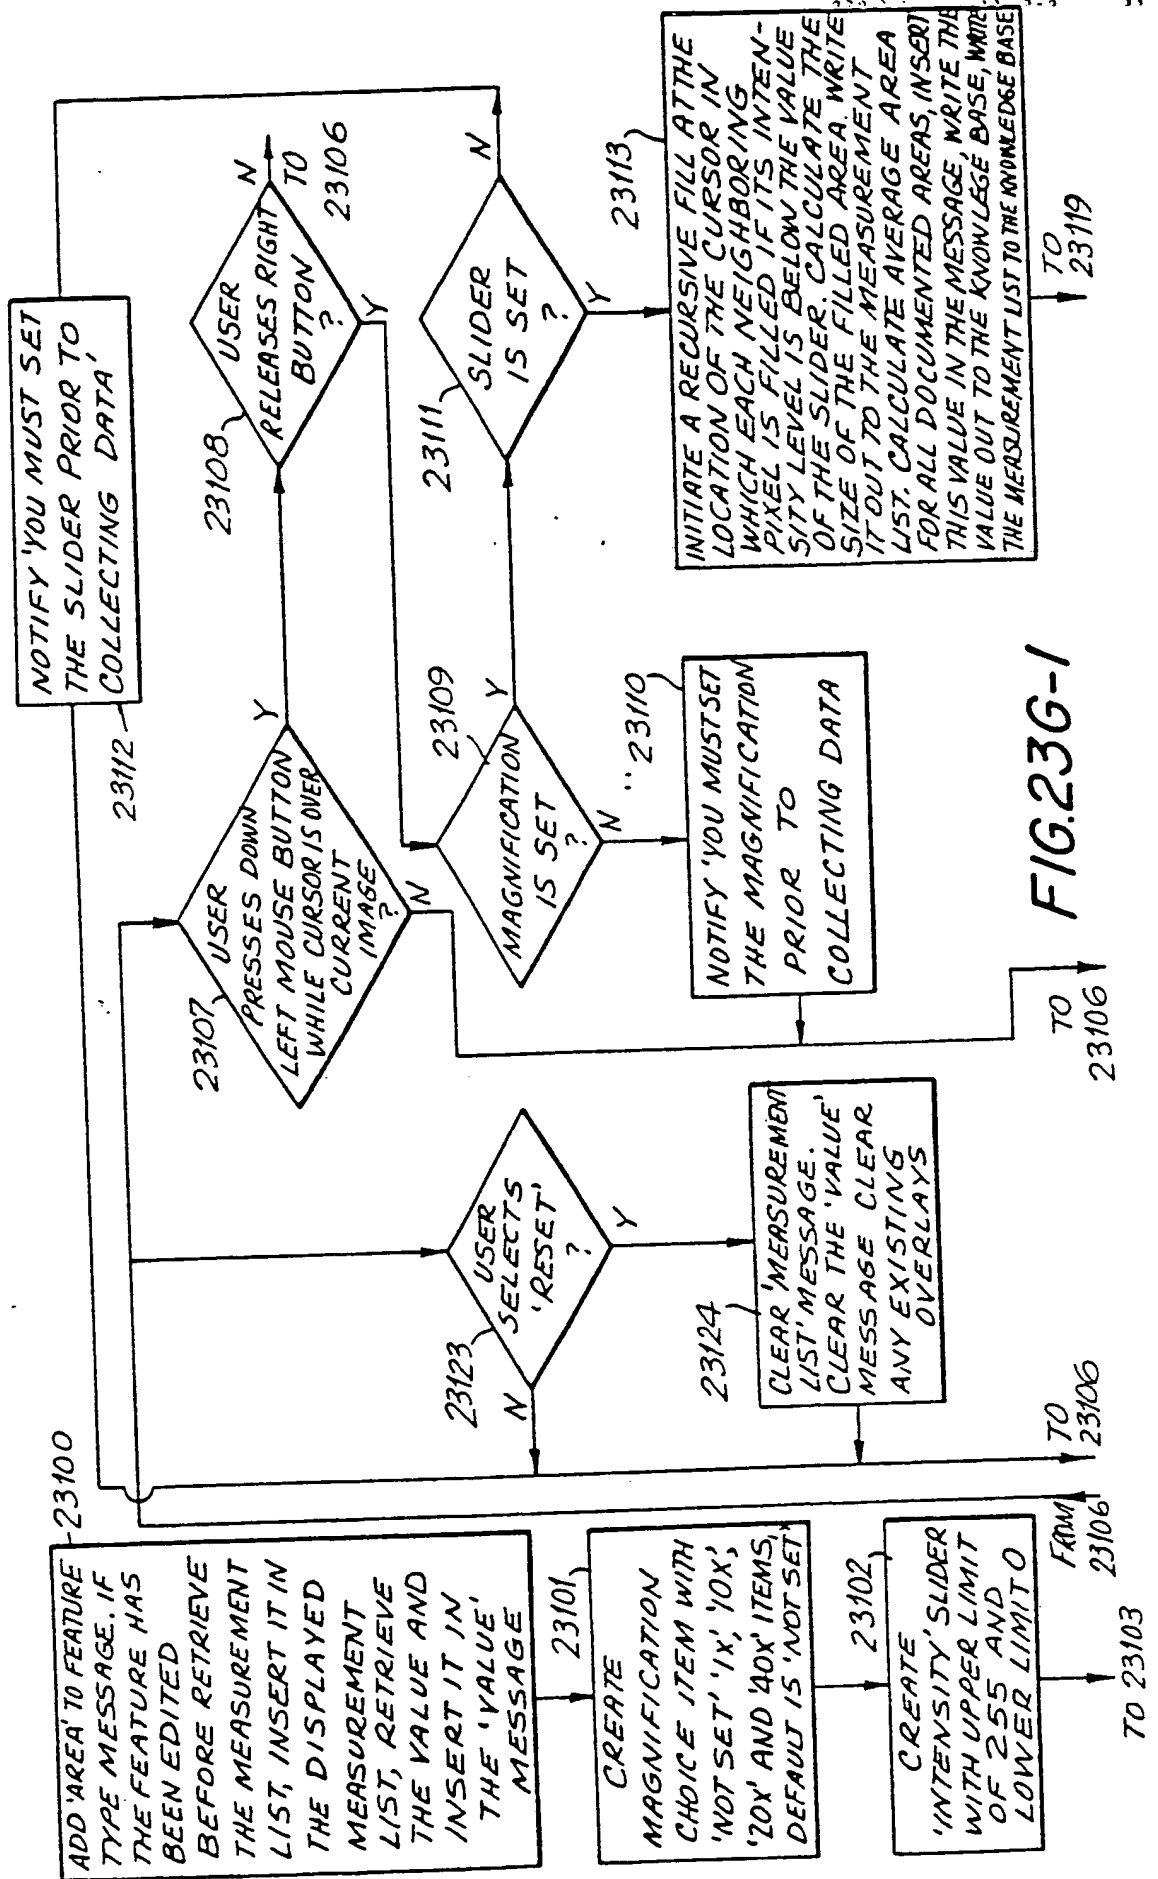 NOTIFY 'YOU MUST SET
THE SLIDER PRIOR TO
COLLECTING DATA'
23112
23100
ADD 'AREA' TO FEATURE
TYPE MESSAGE. IF
THE FEATURE HAS
BEEN EDITED
BEFORE RETRIEVE
THE MEASUREMENT
LIST, INSERT IT IN
THE DISPLAYED
MEASUREMENT
LIST, RETRIEVE
THE VALUE AND
INSERT IT IN
THE 'VALUE'
MESSAGE
23101
CREATE
MAGNIFICATION
CHOICE ITEM WITH
'NOT SET' '1X', '10X',
'20X' AND '40X' ITEMS,
DEFAULT IS 'NOT SET'
23102
CREATE
'INTENSITY' SLIDER
WITH UPPER LIMIT
OF 255 AND
LOWER LIMIT O
TO 23103
FROM
23106
TO
23106
23123
USER
SELECTS
'RESET'
?
N
Y
23124
CLEAR 'MEASUREMENT
LIST' MESSAGE.
CLEAR THE 'VALUE'
MESSAGE CLEAR
ANY EXISTING
OVERLAYS
23107
USER
PRESSES DOWN
LEFT MOUSE BUTTON
WHILE CURSOR IS OVER
CURRENT
IMAGE
?
Y
N
TO
23106
23108
USER
RELEASES RIGHT
BUTTON
?
N
TO
23106
Y
23109
MAGNIFICATION
IS SET
?
Y
N
23110
NOTIFY 'YOU MUST SET
THE MAGNIFICATION
PRIOR TO
COLLECTING DATA
23111
SLIDER
IS SET
?
N
Y
23113
INITIATE A RECURSIVE FILL AT THE
LOCATION OF THE CURSOR IN
WHICH EACH NEIGHBORING
PIXEL IS FILLED IF ITS INTEN-
SITY LEVEL IS BELOW THE VALUE
OF THE SLIDER. CALCULATE THE
SIZE OF THE FILLED AREA. WRITE
IT OUT TO THE MEASUREMENT
LIST. CALCULATE AVERAGE AREA
FOR ALL DOCUMENTED AREAS, INSERT
THIS VALUE IN THE MESSAGE, WRITE THE
VALUE OUT TO THE KNOWLEGE BASE, WRITE
THE MEASUREMENT LIST TO THE KNOWLEDGE BASE
TO
23119
FIG.23G-1